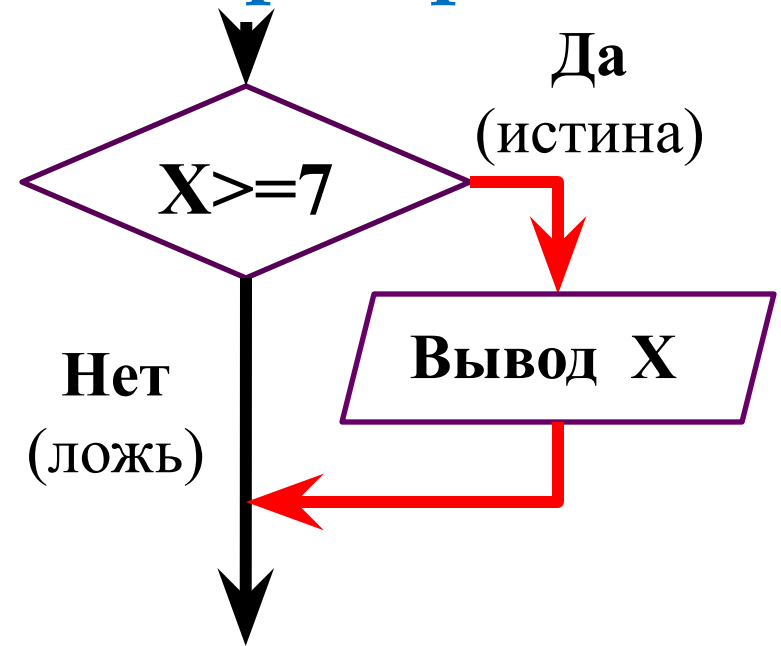 Да
(истина)
X>=7
Вывод X
Нет
(ложь)